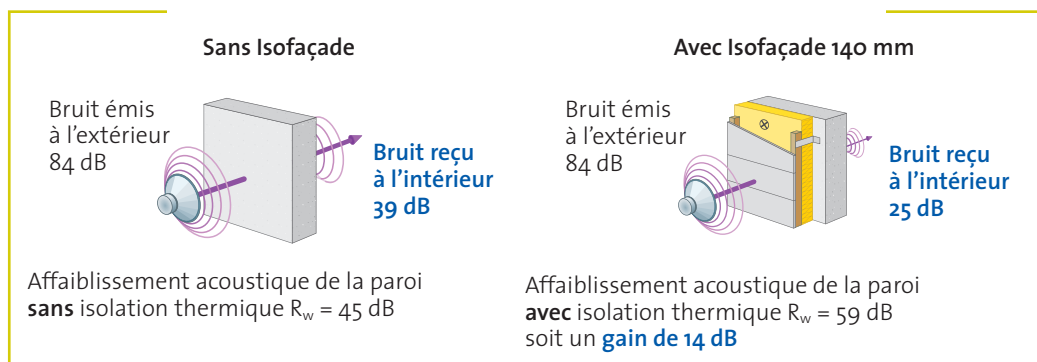 Sans Isofaçade
Bruit émis
à l'extérieur
84 dB
Bruit reçu
à l'intérieur
39 dB
Affaiblissement acoustique de la paroi
sans isolation thermique Rw = 45 dB
Avec Isofaçade 140 mm
Bruit émis
à l'extérieur
84 dB
Bruit reçu
à l'intérieur
25 dB
Affaiblissement acoustique de la paroi
avec isolation thermique Rw = 59 dB
soit un gain de 14 dB